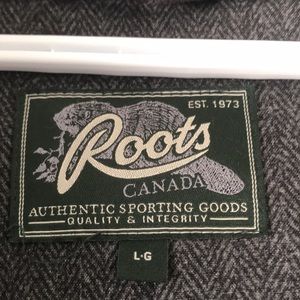 EST. 1973
Roots
CANADA
AUTHENTIC SPORTING GOODS
QUALITY & INTEGRITY
L·G